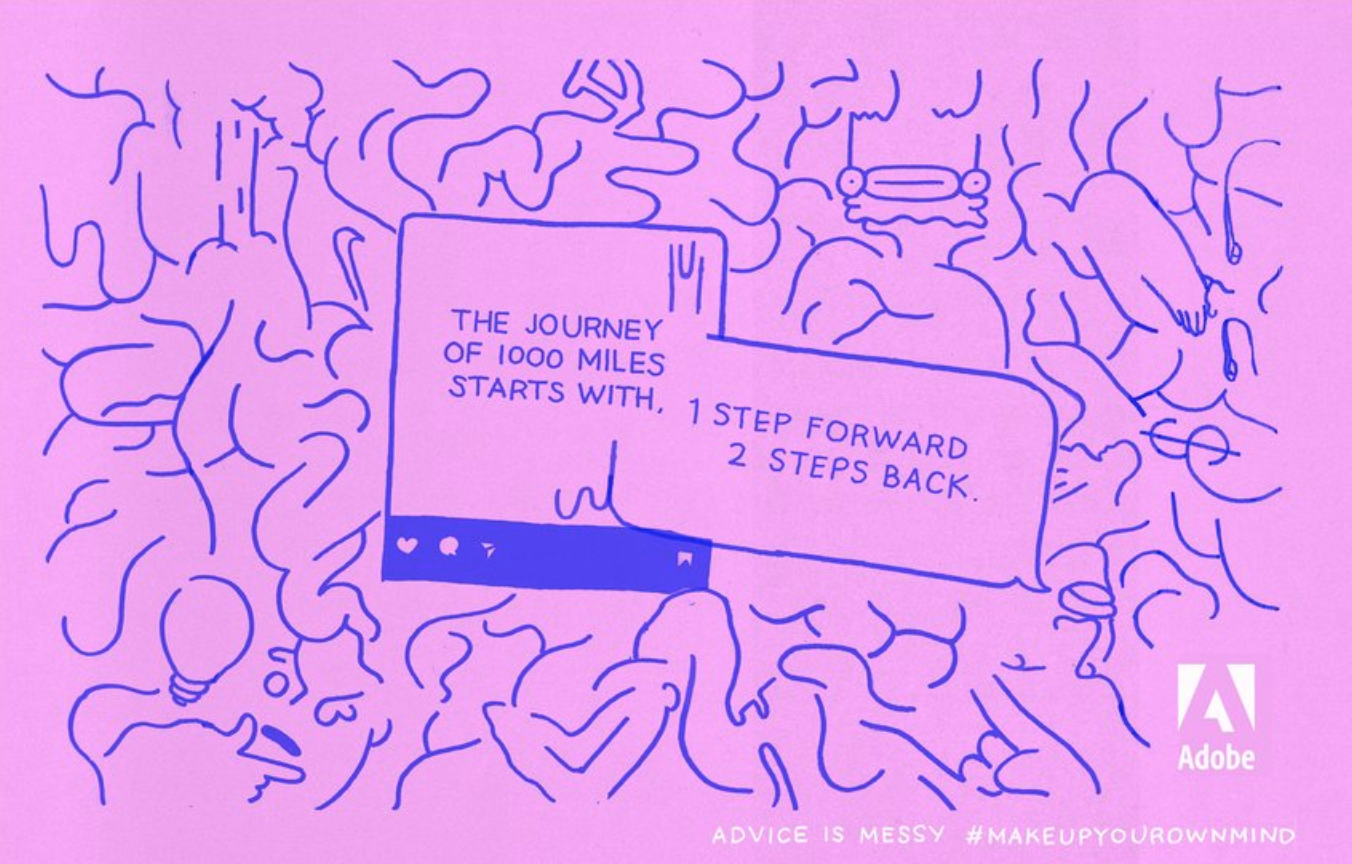 THE JOURNEY
OF 1000 MILES
STARTS WITH,
1 STEP FORWARD
2 STEPS BACK.
Adobe
ADVICE IS MESSY #MAKEUPYOUROWNMIND